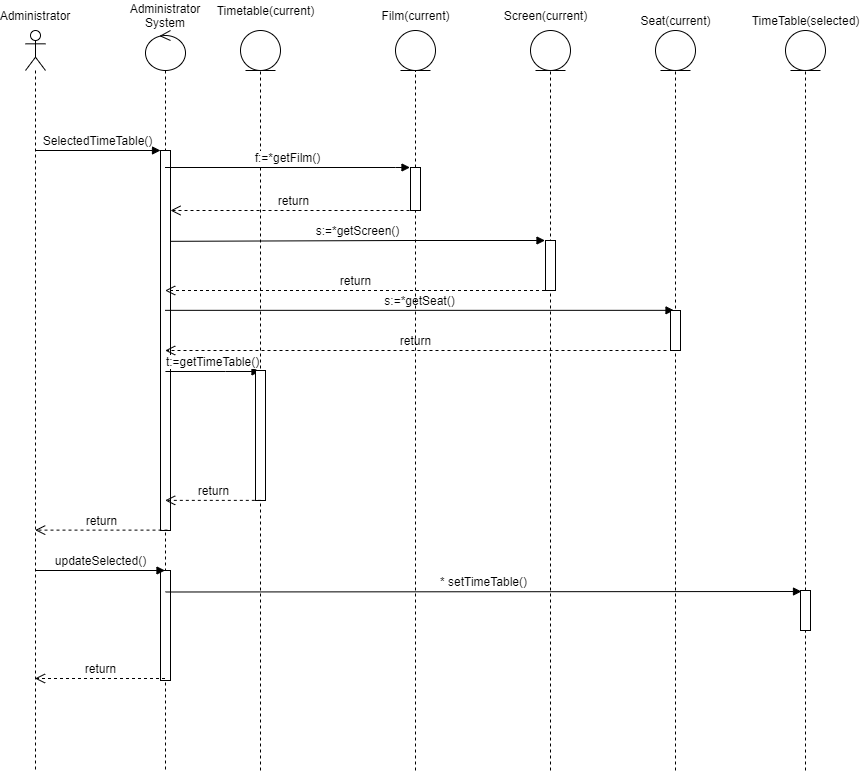 Administrator
Administrator
System
Timetable(current)
Film(current)
Screen(current)
Seat(current)
TimeTable(selected)
SelectedTimeTable()
f:=*getFilm()
return
s:=*getScreen()
return
s:=*getSeat()
return
t:=getTimeTable()
return
return
updateSelected()
* setTimeTable()
return